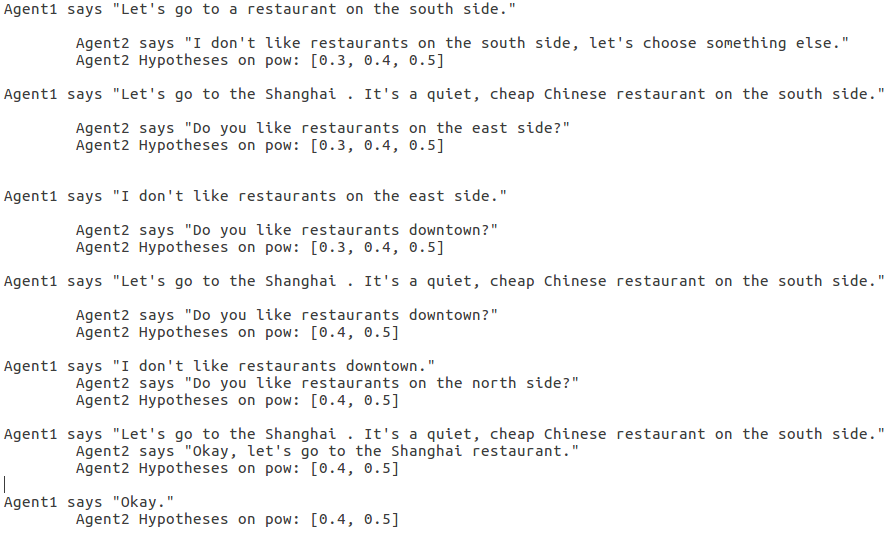 Agent1 says "Let's go to a restaurant on the south side."
Agent2 says "I don't like restaurants on the south side, let's choose something else."
Agent2 Hypotheses on pow: [0.3, 0.4, 0.5]
Agent1 says "Let's go to the Shanghai . It's a quiet, cheap Chinese restaurant on the south side."
Agent2 says "Do you like restaurants on the east side?"
Agent2 Hypotheses on pow: [0.3, 0.4, 0.5]
Agent1 says "I don't like restaurants on the east side."
Agent2 says "Do you like restaurants downtown?"
Agent2 Hypotheses on pow: [0.3, 0.4, 0.5]
Agent1 says "Let's go to the Shanghai . It's a quiet, cheap Chinese restaurant on the south side."
Agent2 says "Do you like restaurants downtown?"
Agent2 Hypotheses on pow: [0.4, 0.5]
Agent1 says "I don't like restaurants downtown."
Agent2 says "Do you like restaurants on the north side?"
Agent2 Hypotheses on pow: [0.4, 0.5]
Agent1 says "Let's go to the Shanghai . It's a quiet, cheap Chinese restaurant on the south side."
Agent2 says "Okay, let's go to the Shanghai restaurant."
Agent2 Hypotheses on pow: [0.4, 0.5]
Agent1 says "Okay."
Agent2 Hypotheses on pow: [0.4, 0.5]